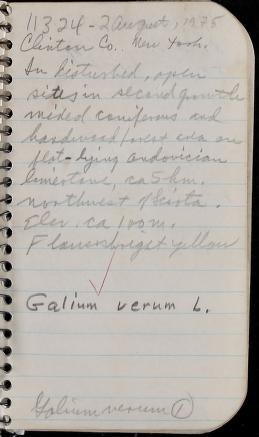 11324 - 2 August, 1975
Clinton Co. New York.
In disturbed, open
sites in second growth
mixed coniferous and
hardwood forest area on
flat-lying ordovician
limestone, ca 5 km.
northwest of Sciota.
Elev. ca 100m.
Flowers bright yellow
Galium verum L.
Galium verum 1